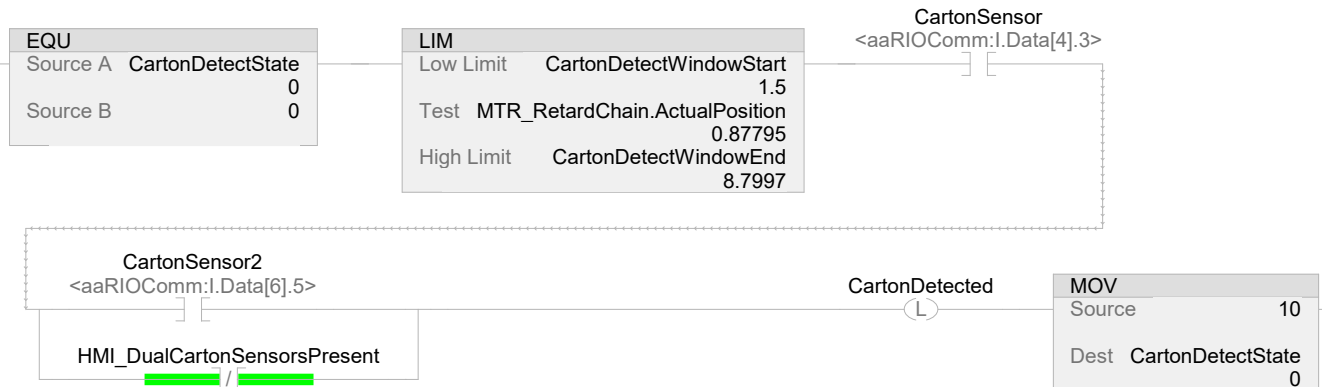 CartonSensor
<aaRIOComm:I.Data[4].3>
EQU
Source A CartonDetectState
0
Source B 0
LIM
Low Limit CartonDetectWindowStart
1.5
Test MTR_RetardChain.ActualPosition
0.87795
High Limit CartonDetectWindowEnd
8.7997
CartonSensor2
<aaRIOComm:I.Data[6].5>
HMI_DualCartonSensorsPresent
/
CartonDetected
L
MOV
Source 10
Dest CartonDetectState
0